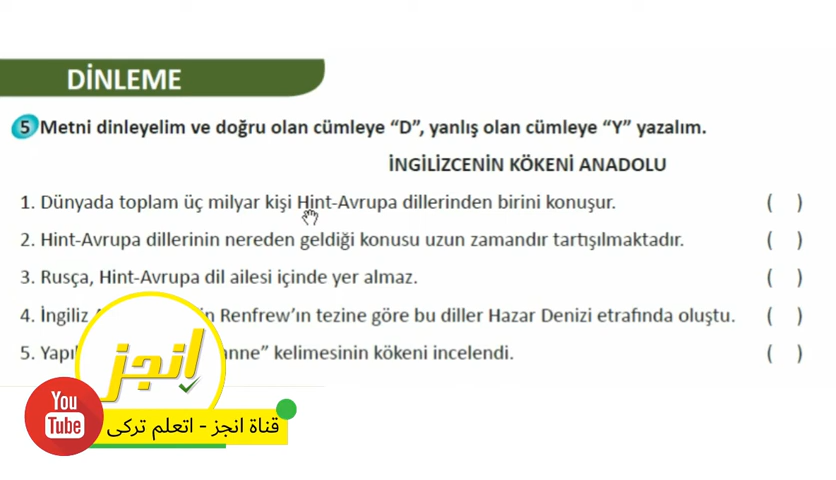 DİNLEME
5 Metni dinleyelim ve doğru olan cümleye “D”, yanlış olan cümleye “Y” yazalım.
İNGİLİZCENİN KÖKENİ ANADOLU
1. Dünyada toplam üç milyar kişi Hint-Avrupa dillerinden birini konuşur. ( )
2. Hint-Avrupa dillerinin nereden geldiği konusu uzun zamandır tartışılmaktadır. ( )
3. Rusça, Hint-Avrupa dil ailesi içinde yer almaz. ( )
4. İngiliz Renfrew’ın tezine göre bu diller Hazar Denizi etrafında oluştu. ( )
5. anne” kelimesinin kökeni incelendi. ( )
انجز
You
Tube
قناة انجز - اتعلم تركى